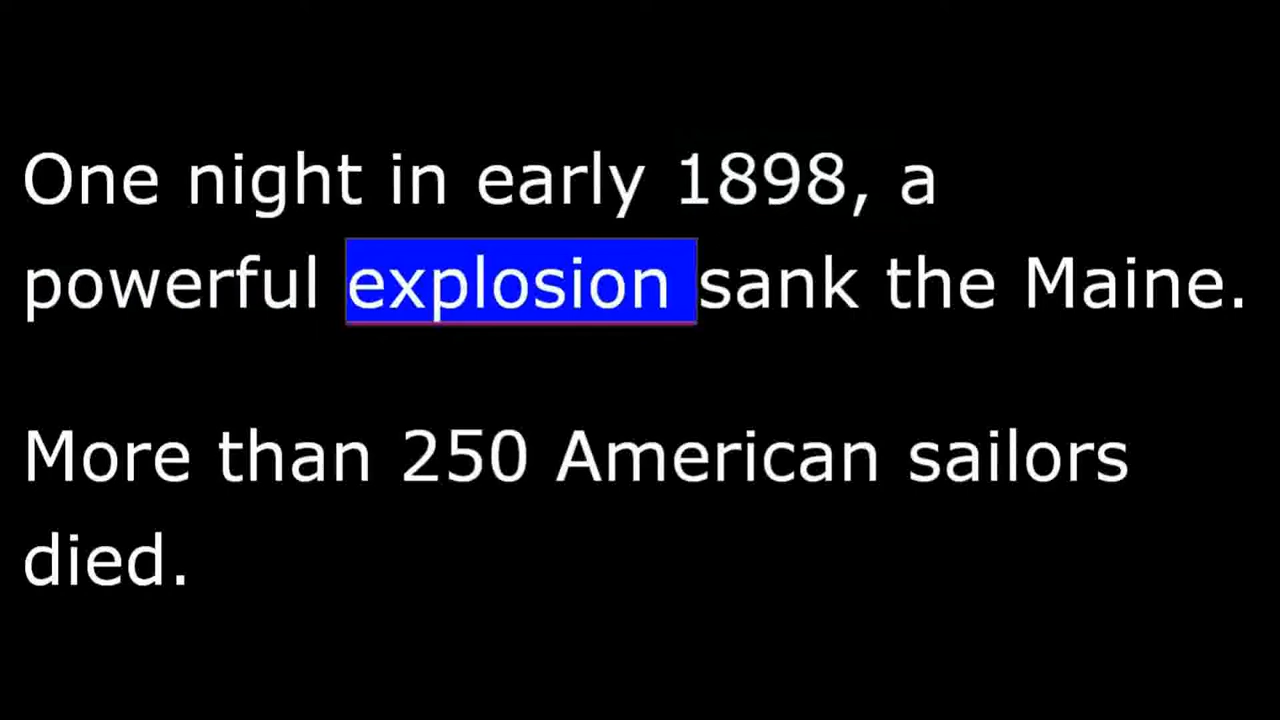 One night in early 1898, a
powerful explosion sank the Maine.
More than 250 American sailors
died.